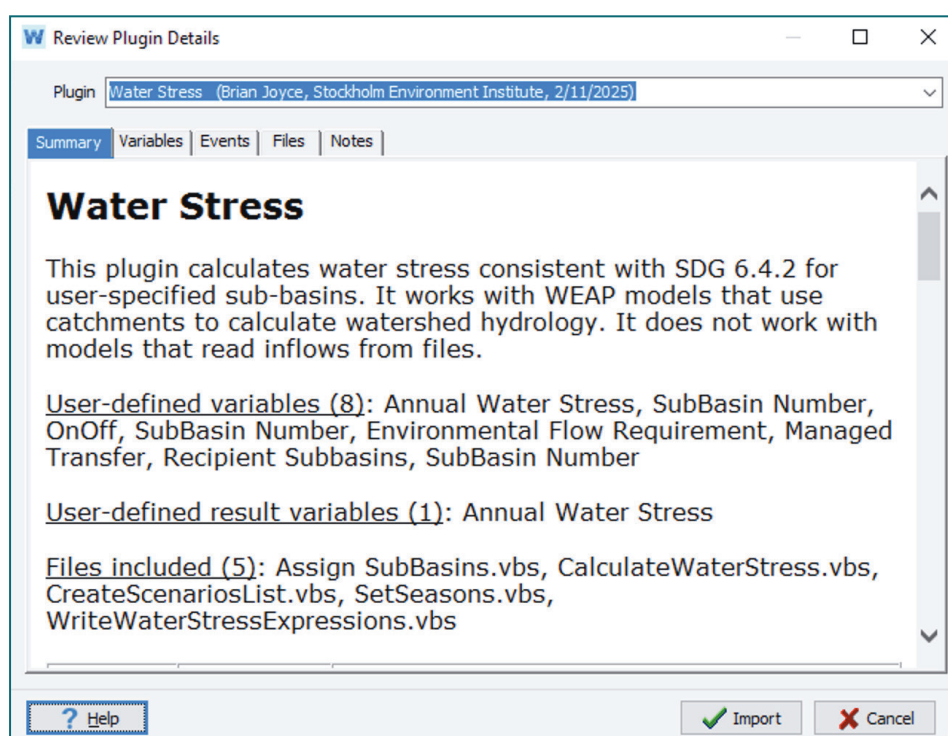 W Review Plugin Details
Plugin Water Stress (Brian Joyce, Stockholm Environment Institute, 2/11/2025)
Summary Variables Events Files Notes
Water Stress
This plugin calculates water stress consistent with SDG 6.4.2 for
user-specified sub-basins. It works with WEAP models that use
catchments to calculate watershed hydrology. It does not work with
models that read inflows from files.
User-defined variables (8): Annual Water Stress, SubBasin Number,
OnOff, SubBasin Number, Environmental Flow Requirement, Managed
Transfer, Recipient Subbasins, SubBasin Number
User-defined result variables (1): Annual Water Stress
Files included (5): Assign SubBasins.vbs, CalculateWaterStress.vbs,
CreateScenariosList.vbs, SetSeasons.vbs,
WriteWaterStressExpressions.vbs
? Help Import Cancel